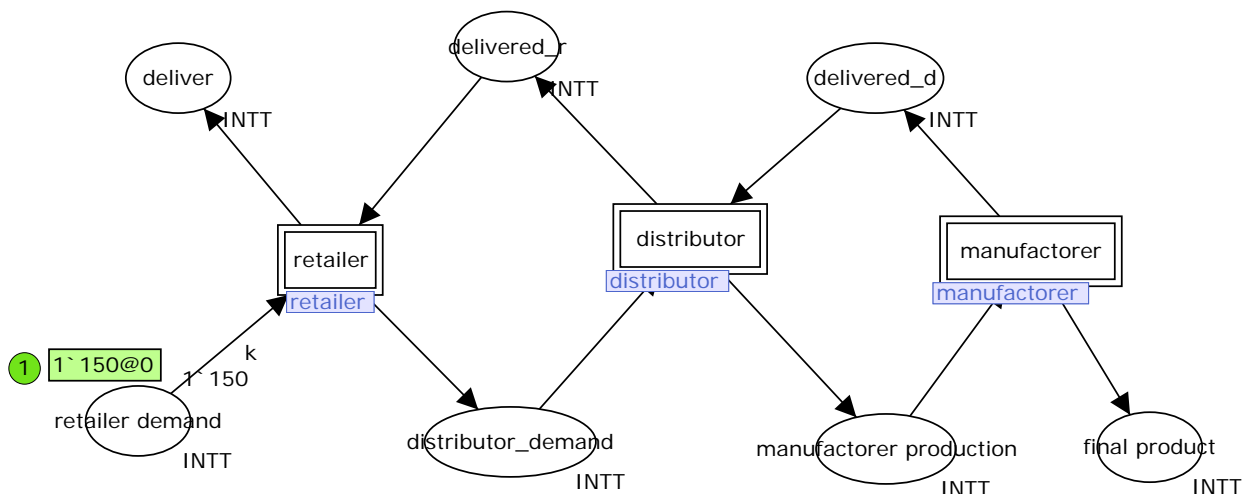 delivered_r
deliver
delivered_d
INTT
INTT
INTT
distributor
manufactorer
retailer
distributor
manufactorer
retailer
k
1 1`150@0
1`150
retailer demand
distributor_demand
manufactorer production
final product
INTT
INTT
INTT
INTT